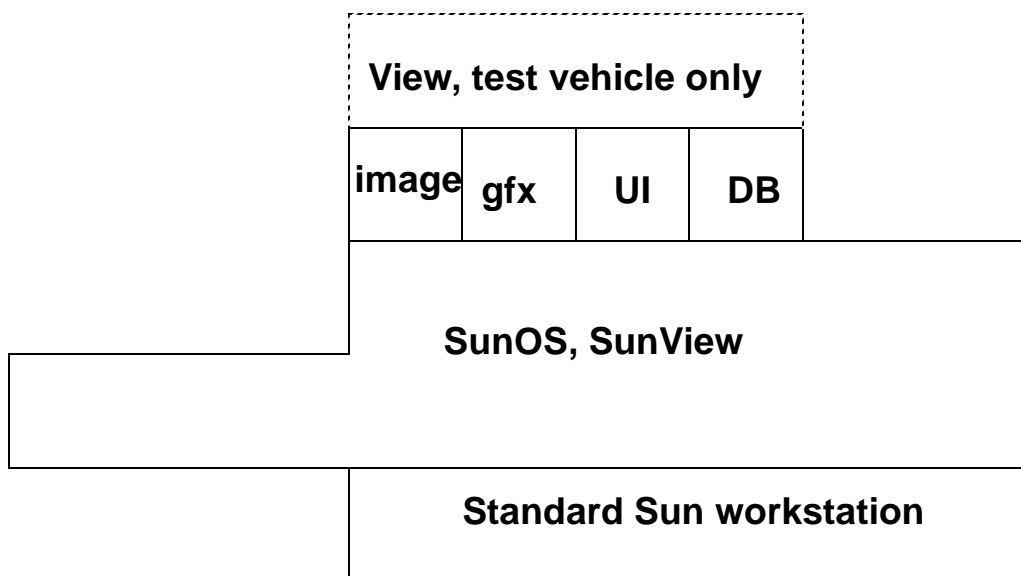 View, test vehicle only
image gfx UI DB
SunOS, SunView
Standard Sun workstation